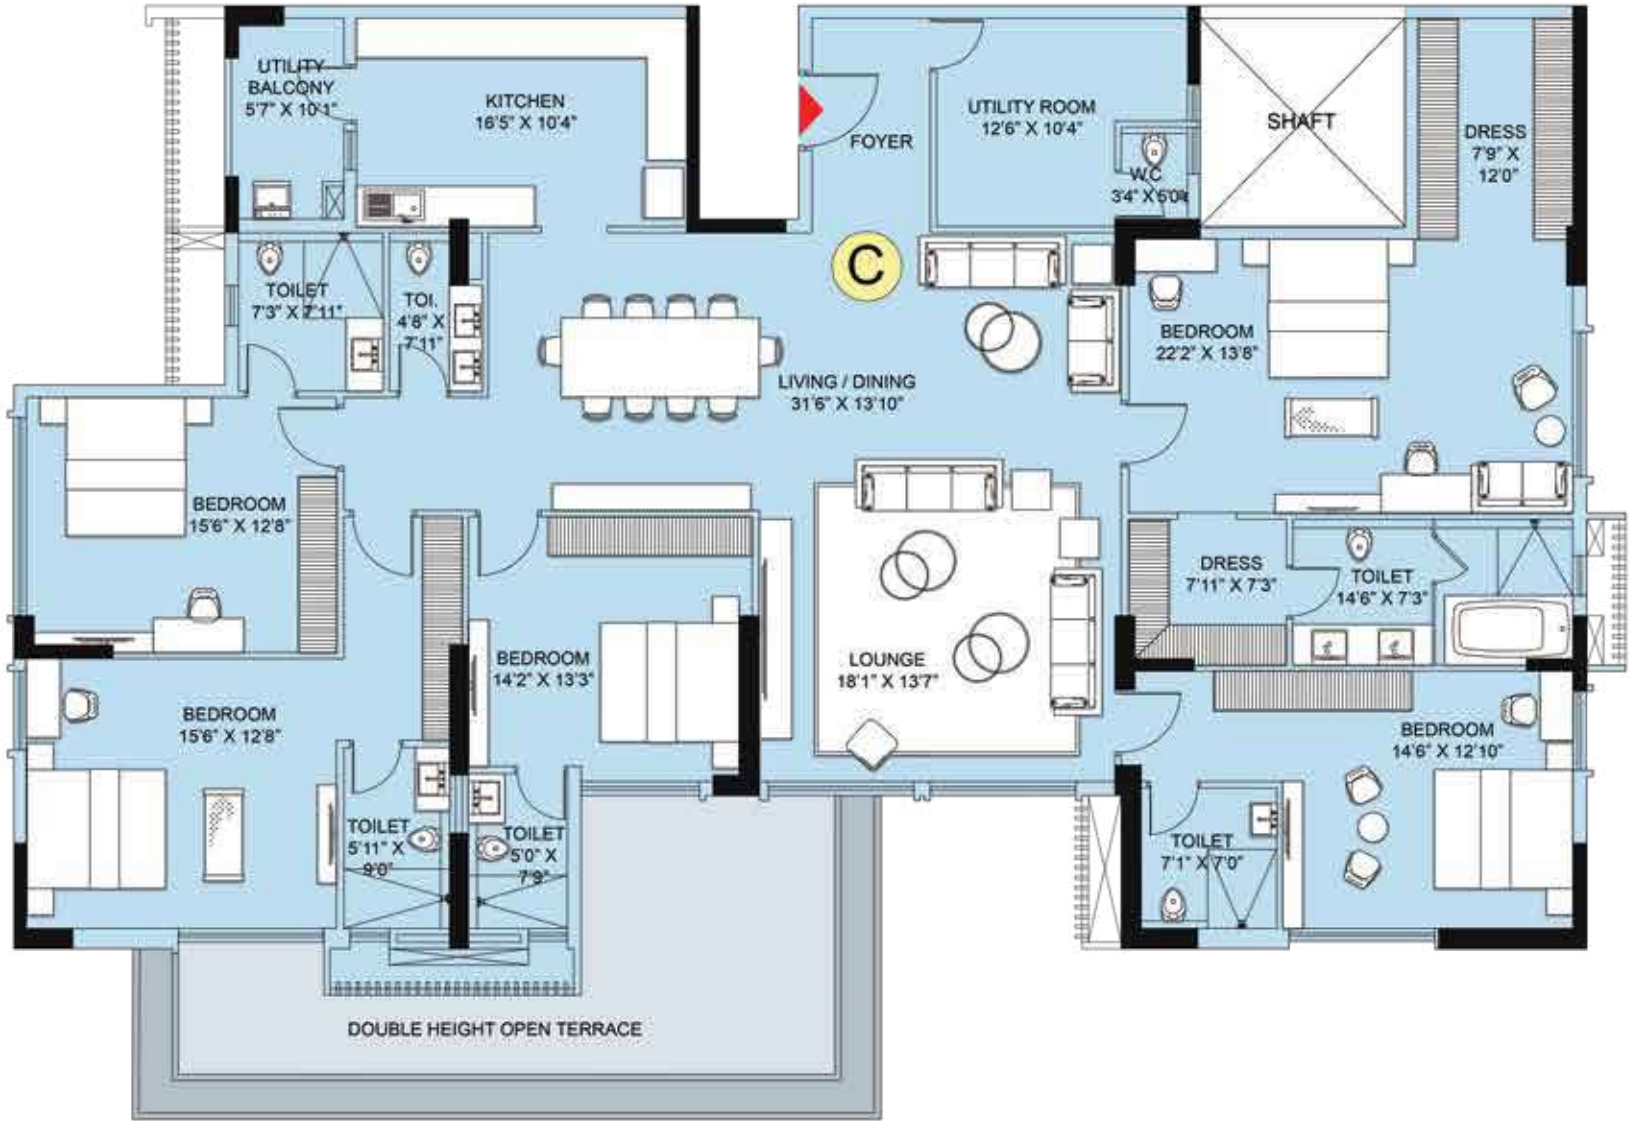 UTILITY
BALCONY
5'7" X 10'1"
KITCHEN
16'5" X 10'4"
FOYER
UTILITY ROOM
12'6" X 10'4"
W.C
3'4" X 5'0"
SHAFT
DRESS
7'9" X
12'0"
TOILET
7'3" X 7'11"
TOI.
4'8" X
7'11"
C
LIVING / DINING
31'6" X 13'10"
BEDROOM
22'2" X 13'8"
BEDROOM
15'6" X 12'8"
DRESS
7'11" X 7'3"
TOILET
14'6" X 7'3"
BEDROOM
14'2" X 13'3"
LOUNGE
18'1" X 13'7"
BEDROOM
15'6" X 12'8"
BEDROOM
14'6" X 12'10"
TOILET
5'11" X
9'0"
TOILET
5'0" X
7'9"
TOILET
7'1" X 7'0"
DOUBLE HEIGHT OPEN TERRACE